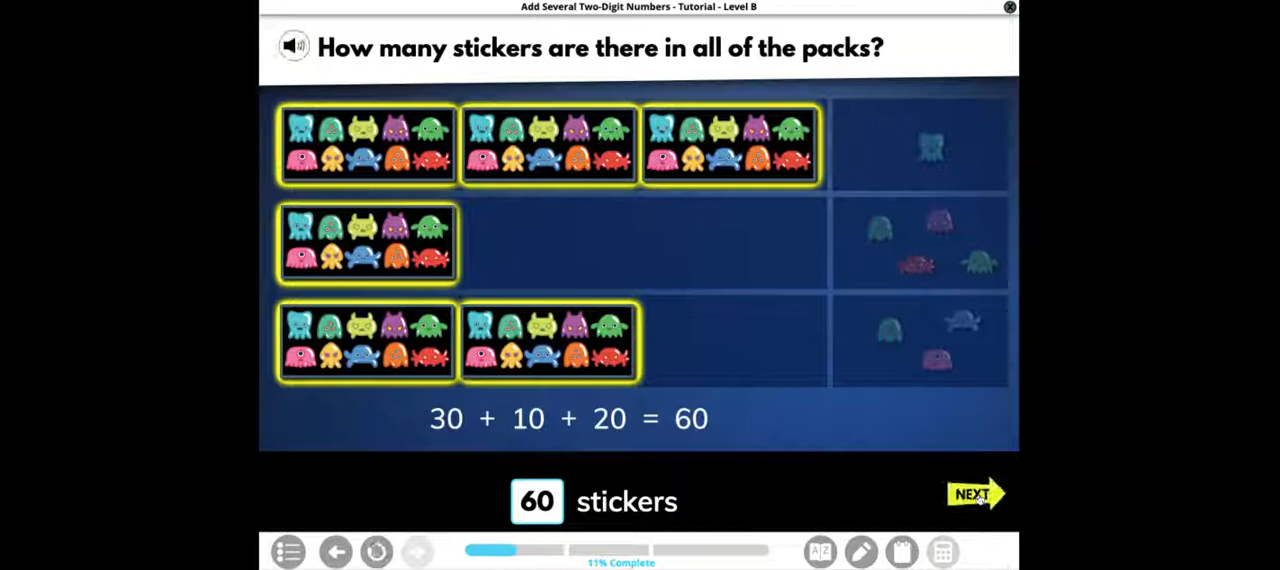 Add Several Two-Digit Numbers - Tutorial - Level B
X
How many stickers are there in all of the packs?
30 + 10 + 20 = 60
60 stickers
NEXT
A Z
11% Complete